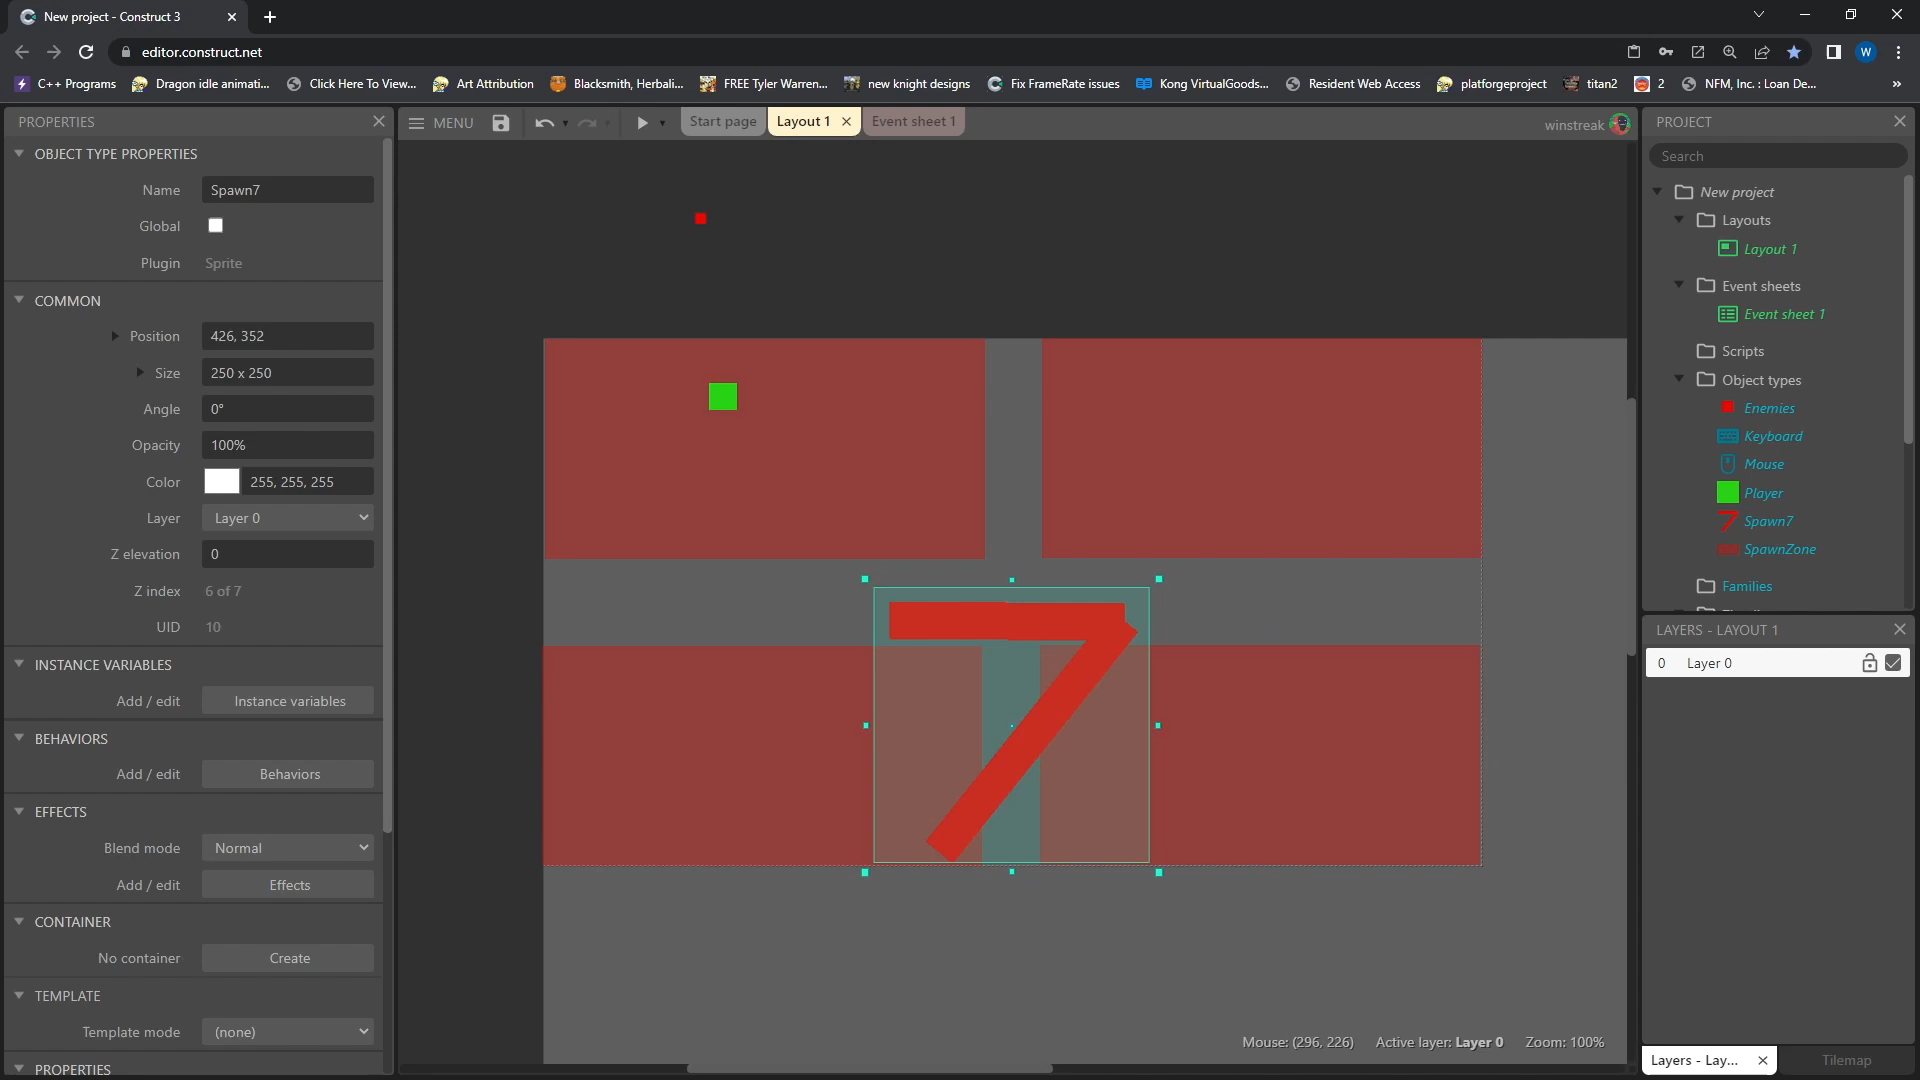 New project - Construct 3
editor.construct.net
W
C++ Programs
Dragon idle animati...
Click Here To View...
Art Attribution
Blacksmith, Herbali...
FREE Tyler Warren...
new knight designs
Fix FrameRate issues
Kong VirtualGoods...
Resident Web Access
platforgeproject
titan2
2
NFM, Inc. : Loan De...
»
PROPERTIES
MENU
Start page
Layout 1
Event sheet 1
winstreak
PROJECT
OBJECT TYPE PROPERTIES
Name Spawn7
Global
Plugin Sprite
COMMON
Position 426, 352
Size 250 x 250
Angle 0°
Opacity 100%
Color 255, 255, 255
Layer Layer 0
Z elevation 0
Z index 6 of 7
UID 10
INSTANCE VARIABLES
Add / edit Instance variables
BEHAVIORS
Add / edit Behaviors
EFFECTS
Blend mode Normal
Add / edit Effects
CONTAINER
No container Create
TEMPLATE
Template mode (none)
PROPERTIES
7
Mouse: (296, 226) Active layer: Layer 0 Zoom: 100%
Search
New project
Layouts
Layout 1
Event sheets
Event sheet 1
Scripts
Object types
Enemies
Keyboard
Mouse
Player
Spawn7
SpawnZone
Families
LAYERS - LAYOUT 1
0 Layer 0
Layers - Lay...
Tilemap